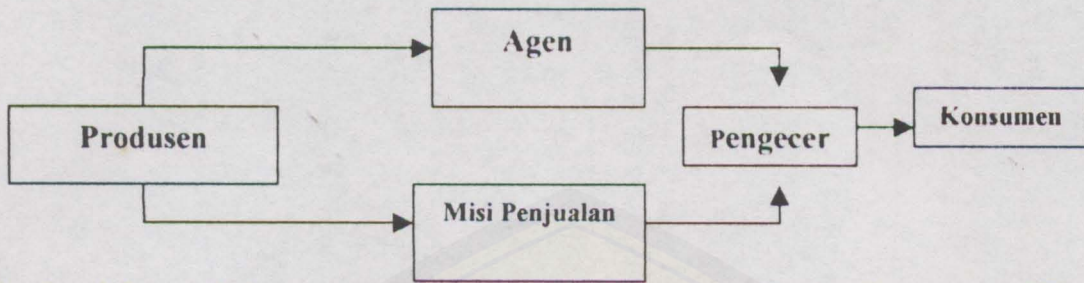 Agen
Produsen
Pengecer
Konsumen
Misi Penjualan